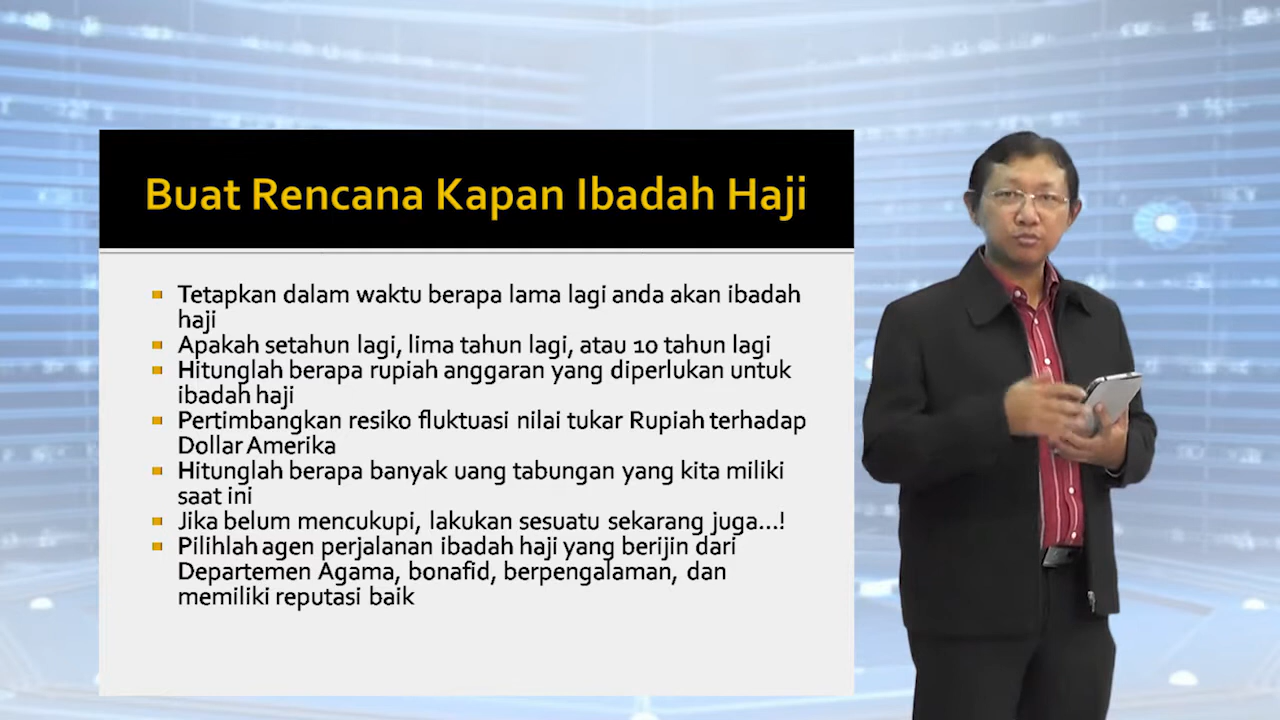 Buat Rencana Kapan Ibadah Haji
Tetapkan dalam waktu berapa lama lagi anda akan ibadah
haji
Apakah setahun lagi, lima tahun lagi, atau 10 tahun lagi
Hitunglah berapa rupiah anggaran yang diperlukan untuk
ibadah haji
Pertimbangkan resiko fluktuasi nilai tukar Rupiah terhadap
Dollar Amerika
Hitunglah berapa banyak uang tabungan yang kita miliki
saat ini
Jika belum mencukupi, lakukan sesuatu sekarang juga...!
Pilihlah agen perjalanan ibadah haji yang berijin dari
Departemen Agama, bonafid, berpengalaman, dan
memiliki reputasi baik